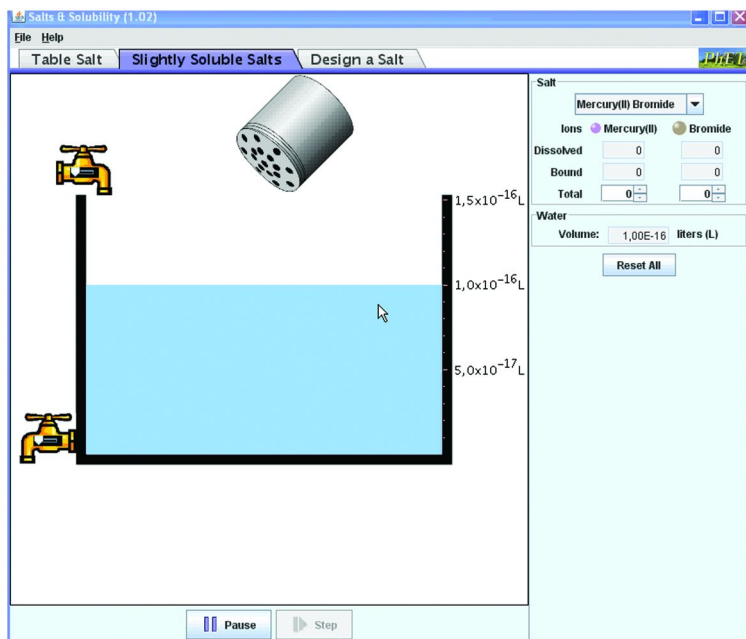 Salts & Solubility (1.02)
File Help
Table Salt Slightly Soluble Salts Design a Salt PhET
1,5x10⁻¹⁶L
1,0x10⁻¹⁶L
5,0x10⁻¹⁷L
Pause Step
Salt
Mercury(II) Bromide
Ions Mercury(II) Bromide
Dissolved 0 0
Bound 0 0
Total 0 0
Water
Volume: 1,00E-16 liters (L)
Reset All